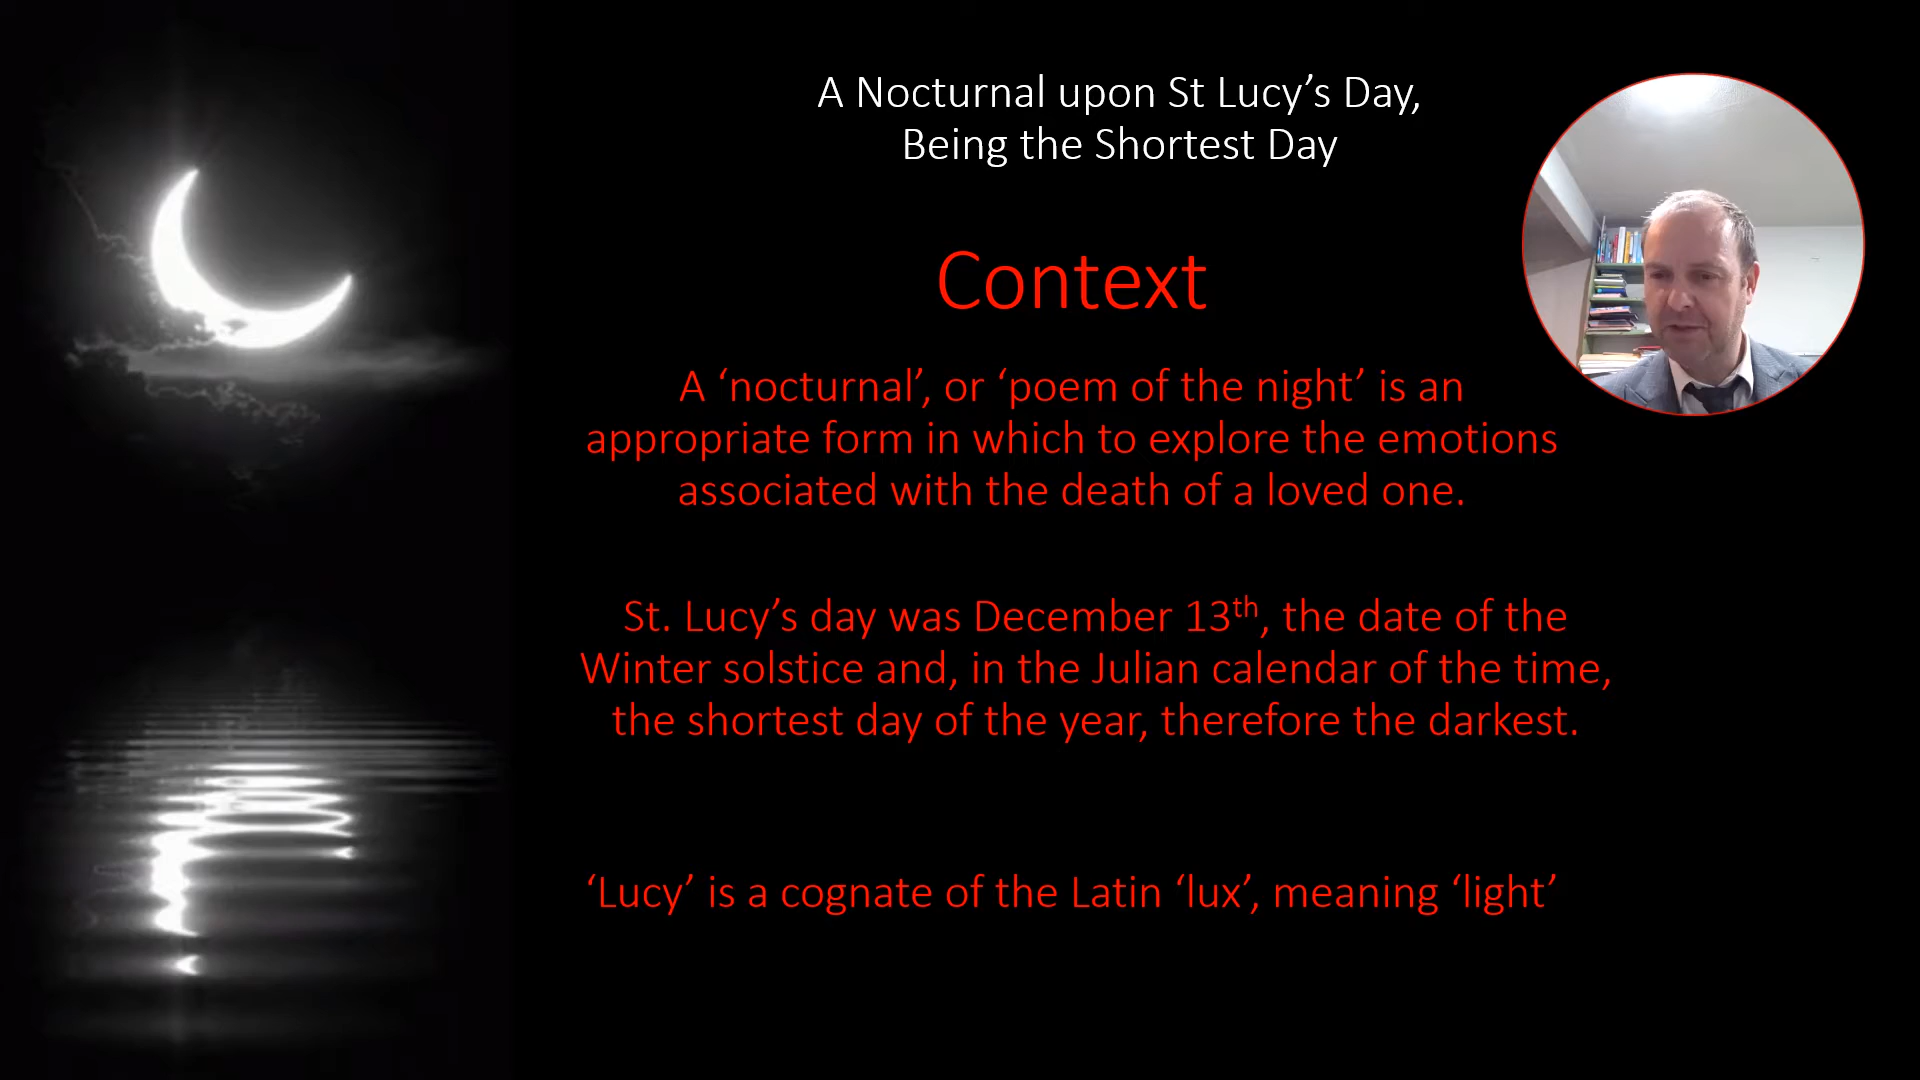 A Nocturnal upon St Lucy’s Day,
Being the Shortest Day
Context
A ‘nocturnal’, or ‘poem of the night’ is an
appropriate form in which to explore the emotions
associated with the death of a loved one.
St. Lucy’s day was December 13th, the date of the
Winter solstice and, in the Julian calendar of the time,
the shortest day of the year, therefore the darkest.
‘Lucy’ is a cognate of the Latin ‘lux’, meaning ‘light’